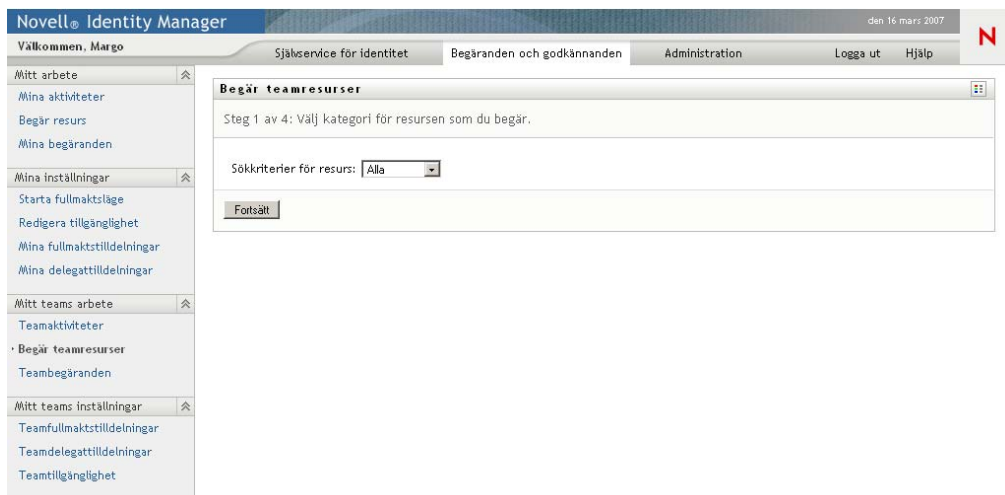 Novell® Identity Manager
den 16 mars 2007
N
Välkommen, Margo
Självservice för identitet
Begäranden och godkännanden
Administration
Logga ut
Hjälp
Mitt arbete
Mina aktiviteter
Begär resurs
Mina begäranden
Mina inställningar
Starta fullmaktsläge
Redigera tillgänglighet
Mina fullmaktstilldelningar
Mina delegattilldelningar
Mitt teams arbete
Teamaktiviteter
· Begär teamresurser
Teambegäranden
Mitt teams inställningar
Teamfullmaktstilldelningar
Teamdelegattilldelningar
Teamtillgänglighet
Begär teamresurser
Steg 1 av 4: Välj kategori för resursen som du begär.
Sökkriterier för resurs: Alla
Fortsätt